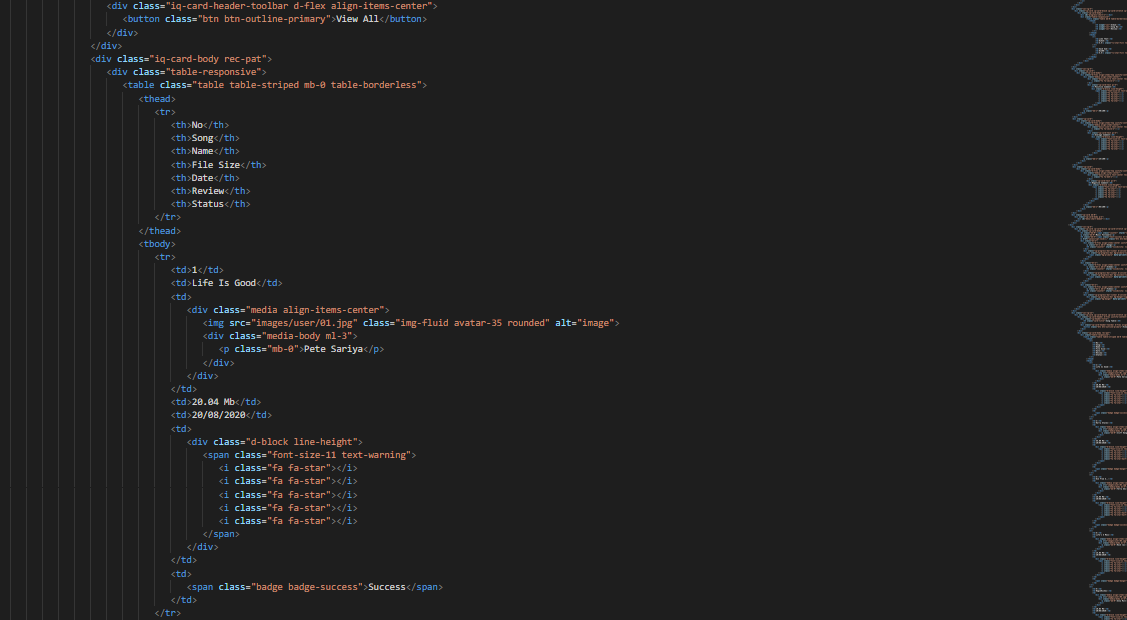 <div class="iq-card-header-toolbar d-flex align-items-center">
<button class="btn btn-outline-primary">View All</button>
</div>
</div>
<div class="iq-card-body rec-pat">
<div class="table-responsive">
<table class="table table-striped mb-0 table-borderless">
<thead>
<tr>
<th>No</th>
<th>Song</th>
<th>Name</th>
<th>File Size</th>
<th>Date</th>
<th>Review</th>
<th>Status</th>
</tr>
</thead>
<tbody>
<tr>
<td>1</td>
<td>Life Is Good</td>
<td>
<div class="media align-items-center">
<img src="images/user/01.jpg" class="img-fluid avatar-35 rounded" alt="image">
<div class="media-body ml-3">
<p class="mb-0">Pete Sariya</p>
</div>
</div>
</td>
<td>20.04 Mb</td>
<td>20/08/2020</td>
<td>
<div class="d-block line-height">
<span class="font-size-11 text-warning">
<i class="fa fa-star"></i>
<i class="fa fa-star"></i>
<i class="fa fa-star"></i>
<i class="fa fa-star"></i>
<i class="fa fa-star"></i>
</span>
</div>
</td>
<td>
<span class="badge badge-success">Success</span>
</td>
</tr>